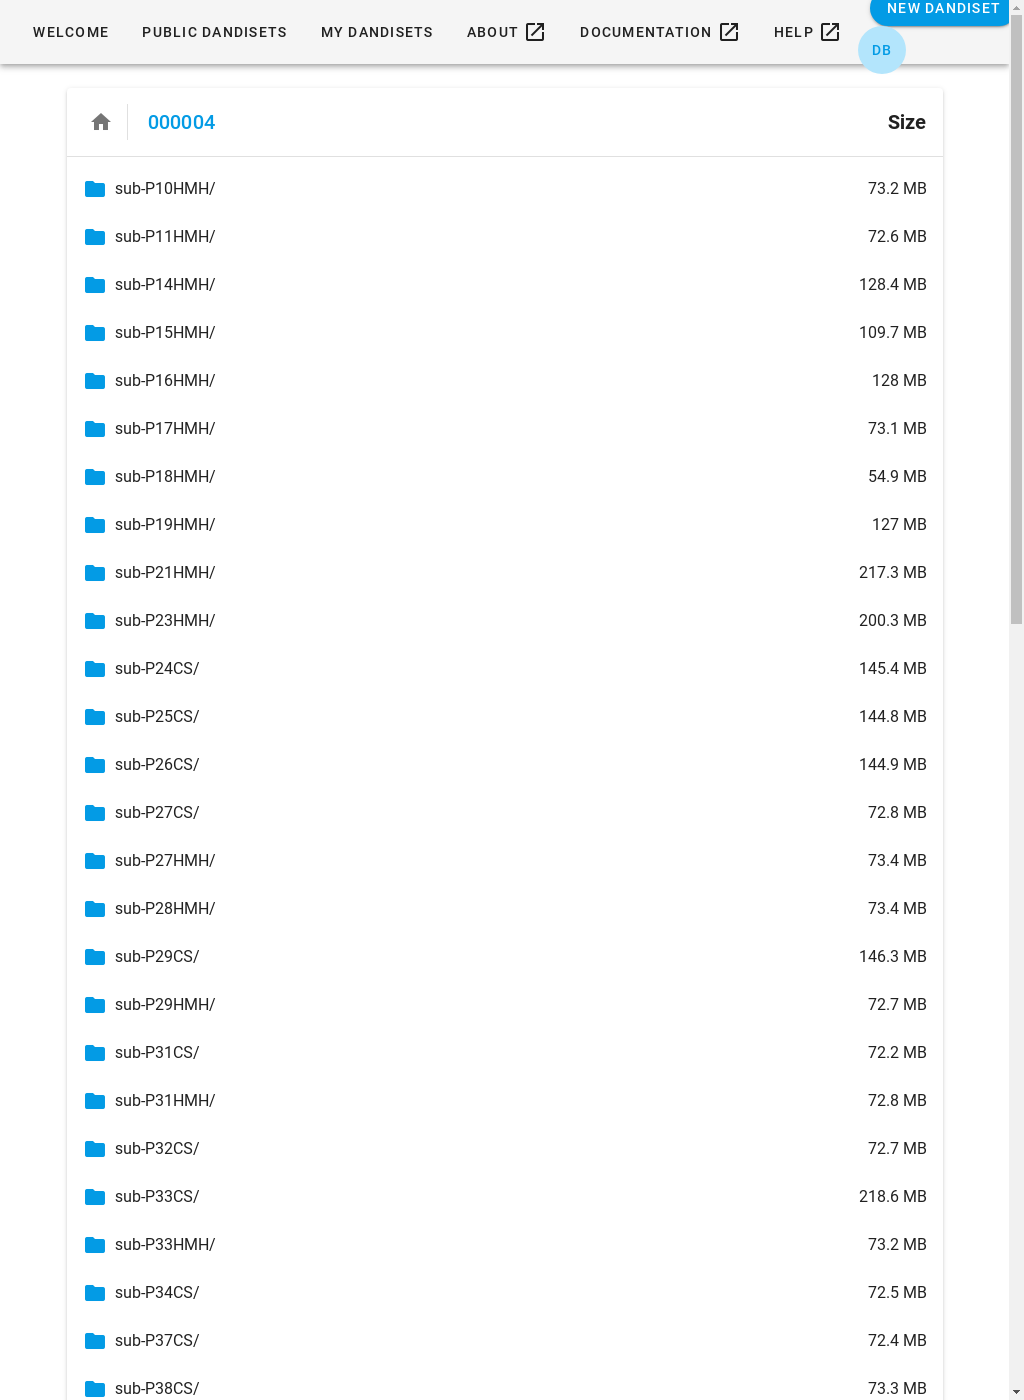 NEW DANDISET
WELCOME PUBLIC DANDISETS MY DANDISETS ABOUT DOCUMENTATION HELP
DB
000004 Size
sub-P10HMH/ 73.2 MB
sub-P11HMH/ 72.6 MB
sub-P14HMH/ 128.4 MB
sub-P15HMH/ 109.7 MB
sub-P16HMH/ 128 MB
sub-P17HMH/ 73.1 MB
sub-P18HMH/ 54.9 MB
sub-P19HMH/ 127 MB
sub-P21HMH/ 217.3 MB
sub-P23HMH/ 200.3 MB
sub-P24CS/ 145.4 MB
sub-P25CS/ 144.8 MB
sub-P26CS/ 144.9 MB
sub-P27CS/ 72.8 MB
sub-P27HMH/ 73.4 MB
sub-P28HMH/ 73.4 MB
sub-P29CS/ 146.3 MB
sub-P29HMH/ 72.7 MB
sub-P31CS/ 72.2 MB
sub-P31HMH/ 72.8 MB
sub-P32CS/ 72.7 MB
sub-P33CS/ 218.6 MB
sub-P33HMH/ 73.2 MB
sub-P34CS/ 72.5 MB
sub-P37CS/ 72.4 MB
sub-P38CS/ 73.3 MB